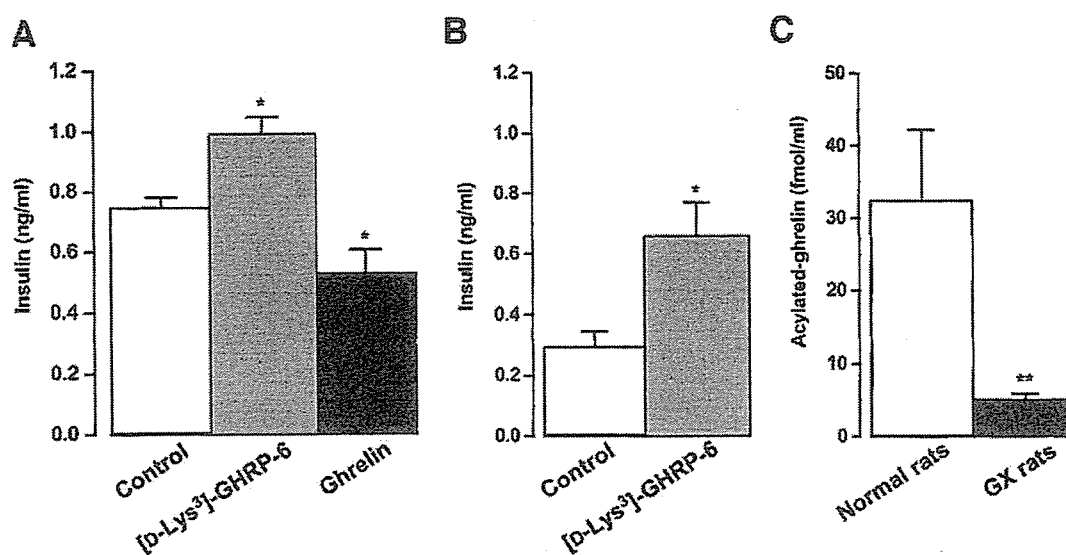 A
Insulin (ng/ml)
1.2
1.0
0.8
0.6
0.4
0.2
0.0
*
*
Control
[D-Lys³]-GHRP-6
Ghrelin
B
Insulin (ng/ml)
1.2
1.0
0.8
0.6
0.4
0.2
0.0
*
Control
[D-Lys³]-GHRP-6
C
Acylated-ghrelin (fmol/ml)
50
40
30
20
10
0
**
Normal rats
GX rats